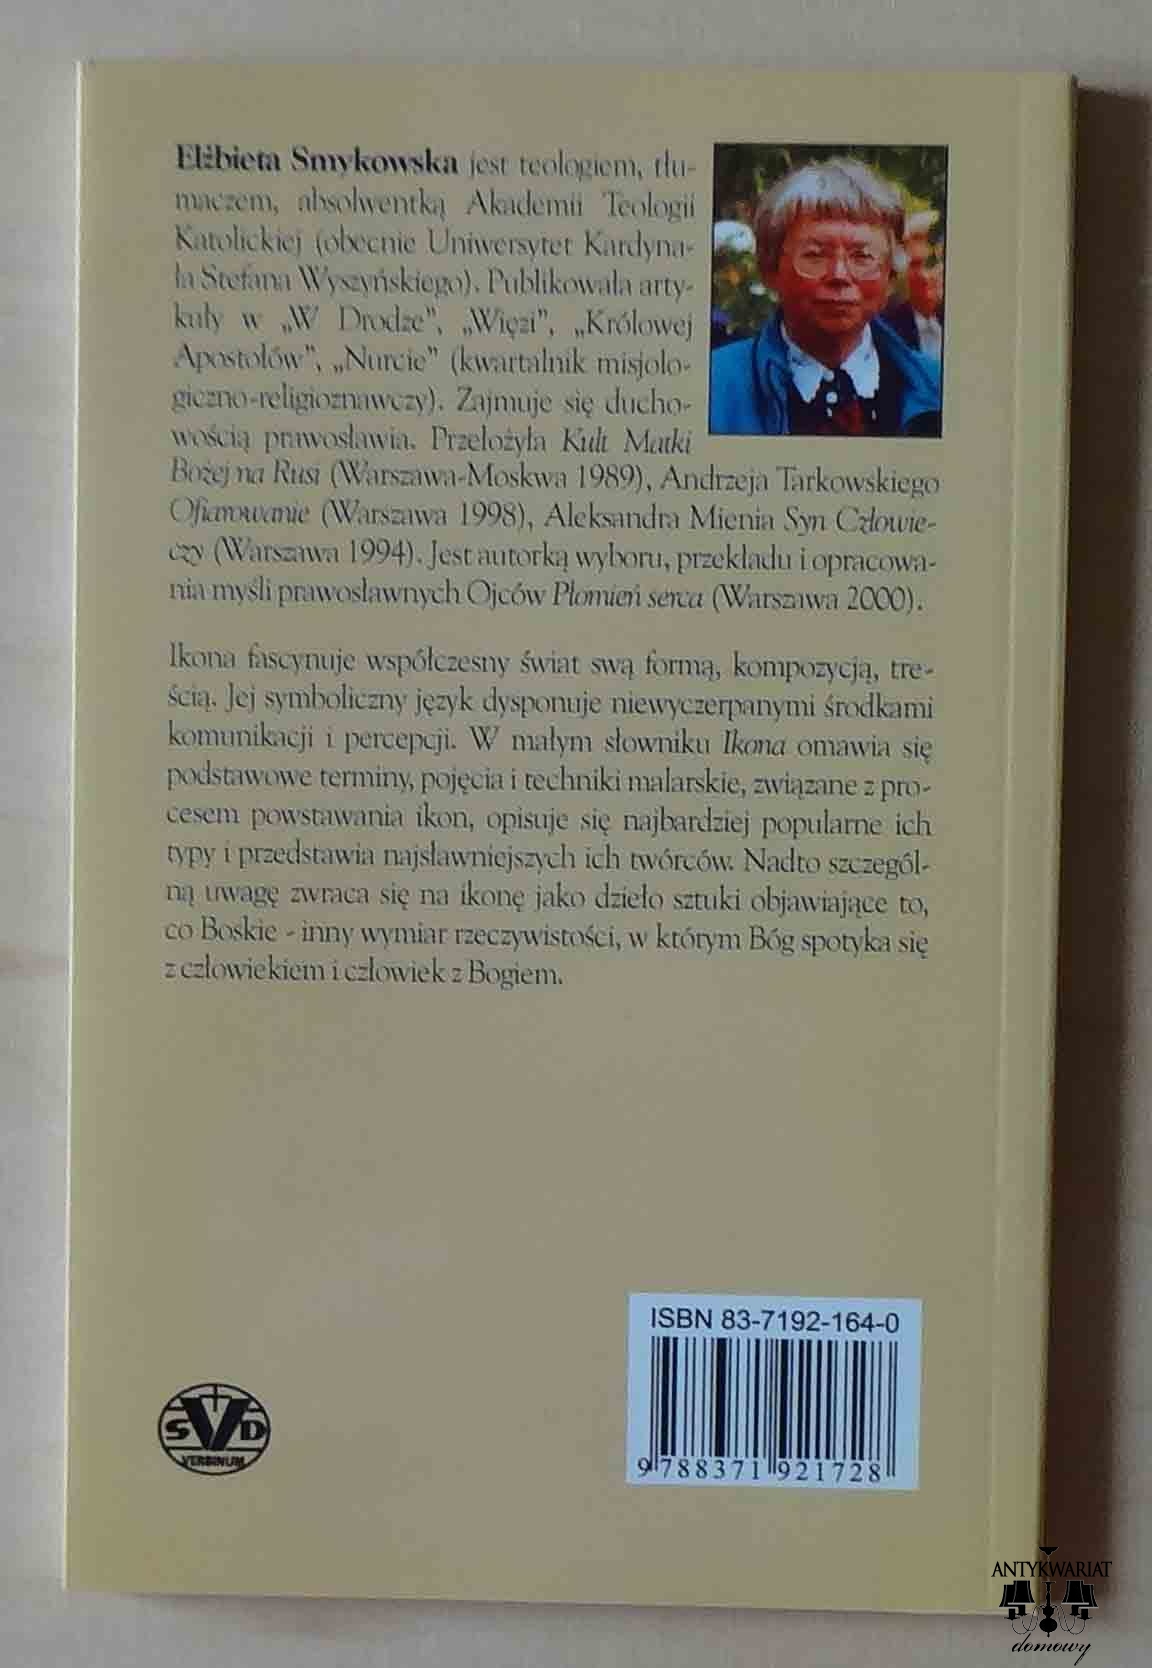 Elżbieta Smykowska jest teologiem, tłu-
maczem, absolwentką Akademii Teologii
Katolickiej (obecnie Uniwersytet Kardyna-
ła Stefana Wyszyńskiego). Publikowała arty-
kuły w „W Drodze”, „Więzi”, „Królowej
Apostołów”, „Nurcie” (kwartalnik misjolo-
giczno-religioznawczy). Zajmuje się ducho-
wością prawosławia. Przełożyła Kult Matki
Bożej na Rusi (Warszawa-Moskwa 1989), Andrzeja Tarkowskiego
Ofiarowanie (Warszawa 1998), Aleksandra Mienia Syn Człowie-
czy (Warszawa 1994). Jest autorką wyboru, przekładu i opracowa-
nia myśli prawosławnych Ojców Płomień serca (Warszawa 2000).
Ikona fascynuje współczesny świat swą formą, kompozycją, tre-
ścią. Jej symboliczny język dysponuje niewyczerpanymi środkami
komunikacji i percepcji. W małym słowniku Ikona omawia się
podstawowe terminy, pojęcia i techniki malarskie, związane z pro-
cesem powstawania ikon, opisuje się najbardziej popularne ich
typy i przedstawia najsławniejszych ich twórców. Nadto szczegól-
ną uwagę zwraca się na ikonę jako dzieło sztuki objawiające to,
co Boskie - inny wymiar rzeczywistości, w którym Bóg spotyka się
z człowiekiem i człowiek z Bogiem.
ISBN 83-7192-164-0
9 788371 921728
SVD
VERBINUM
ANTYKWARIAT
domowy